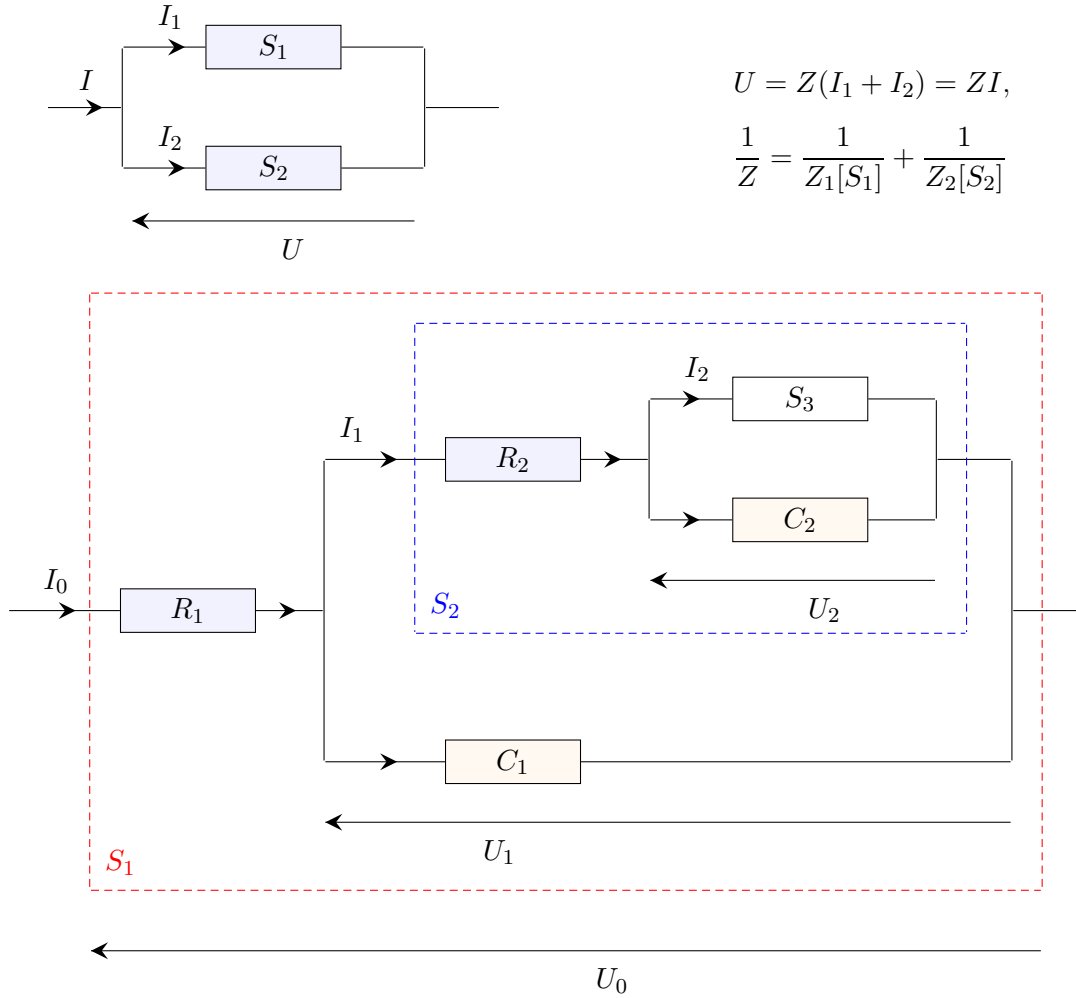 I₁
S₁
I
U = Z(I₁ + I₂) = ZI,
I₂
S₂
1/Z = 1/Z₁[S₁] + 1/Z₂[S₂]
U
I₂
S₃
I₁
R₂
C₂
I₀
R₁
S₂
U₂
C₁
U₁
S₁
U₀